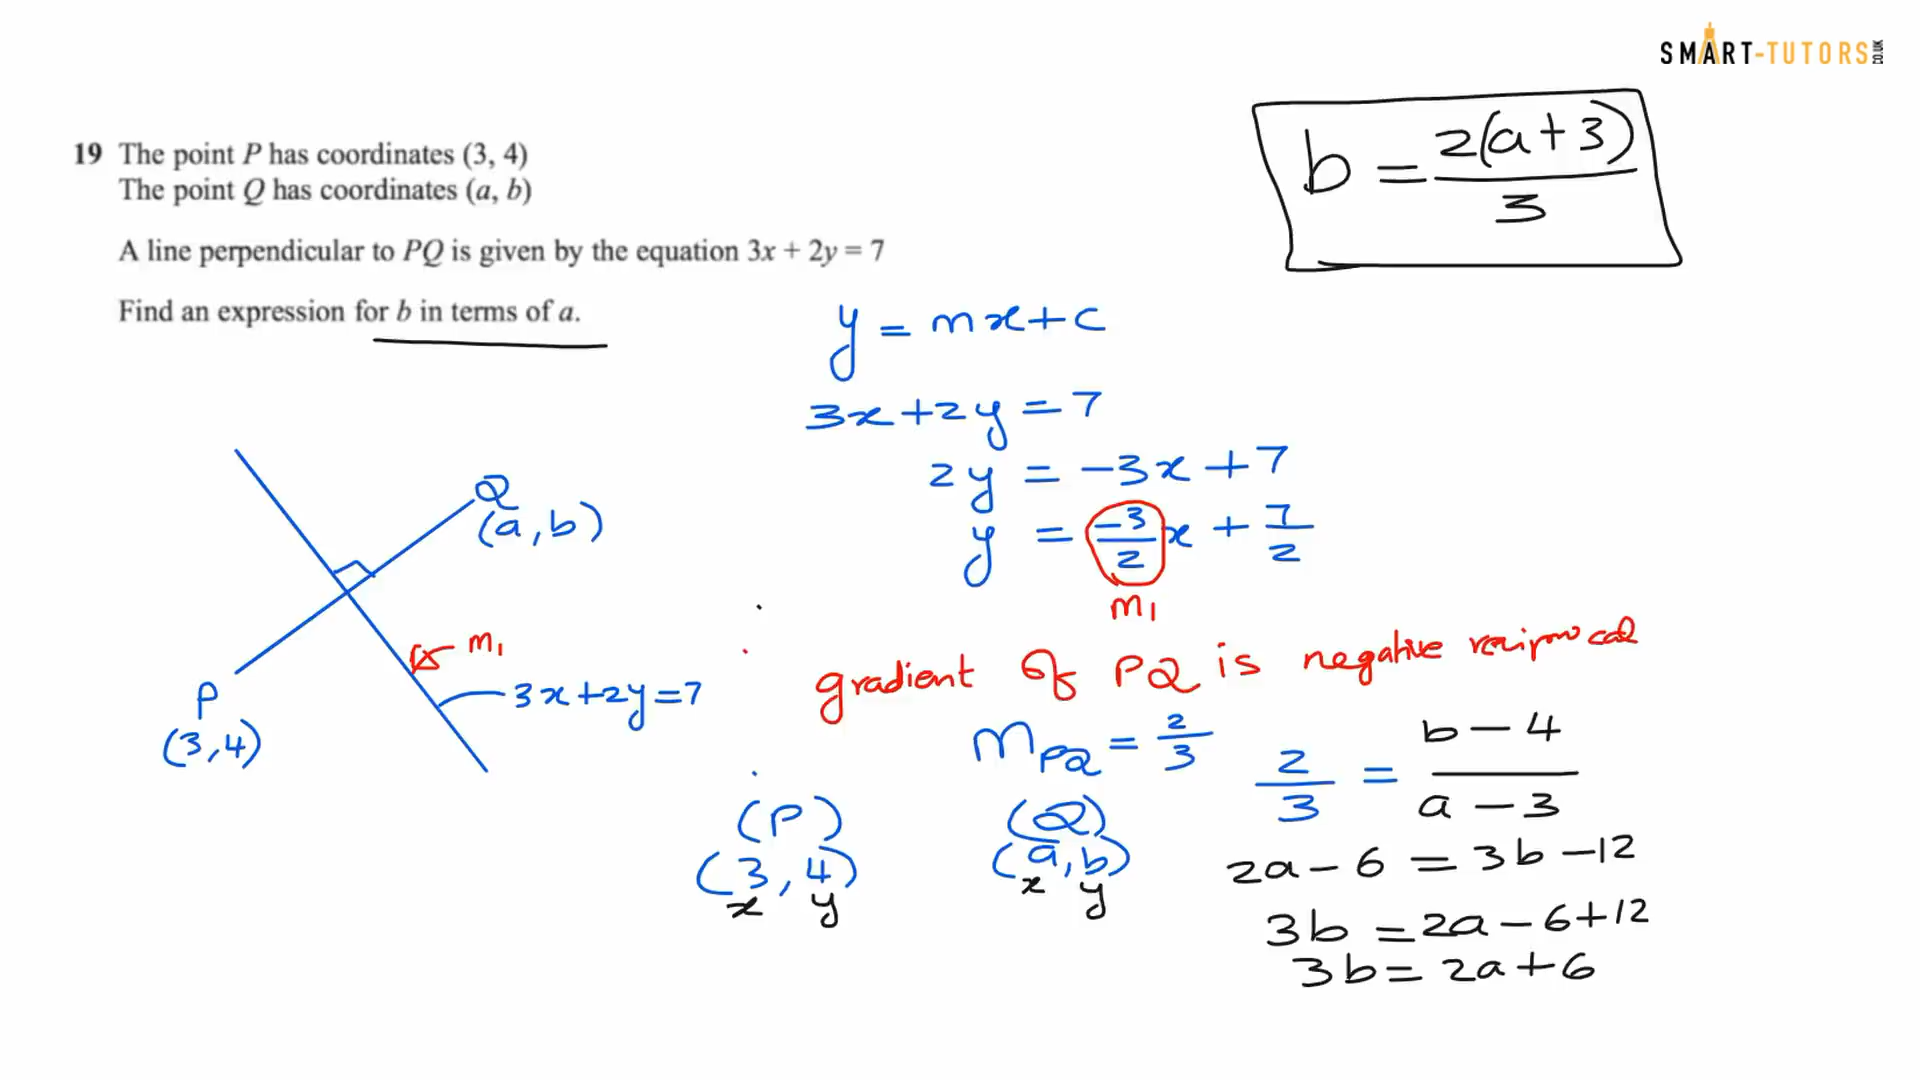 SMART-TUTORS.CO.UK
19 The point P has coordinates (3, 4)
The point Q has coordinates (a, b)
A line perpendicular to PQ is given by the equation 3x + 2y = 7
Find an expression for b in terms of a.
b = 2(a+3)/3
y = mx+c
3x+2y=7
2y = -3x+7
y = -3/2 x + 7/2
m₁
Q
(a,b)
m₁
3x+2y=7
P
(3,4)
gradient of PQ is negative reciprocal
mPQ = 2/3
2/3 = b-4/a-3
(P)
(3,4)
x y
(Q)
(a,b)
x y
2a-6 = 3b-12
3b = 2a-6+12
3b = 2a+6